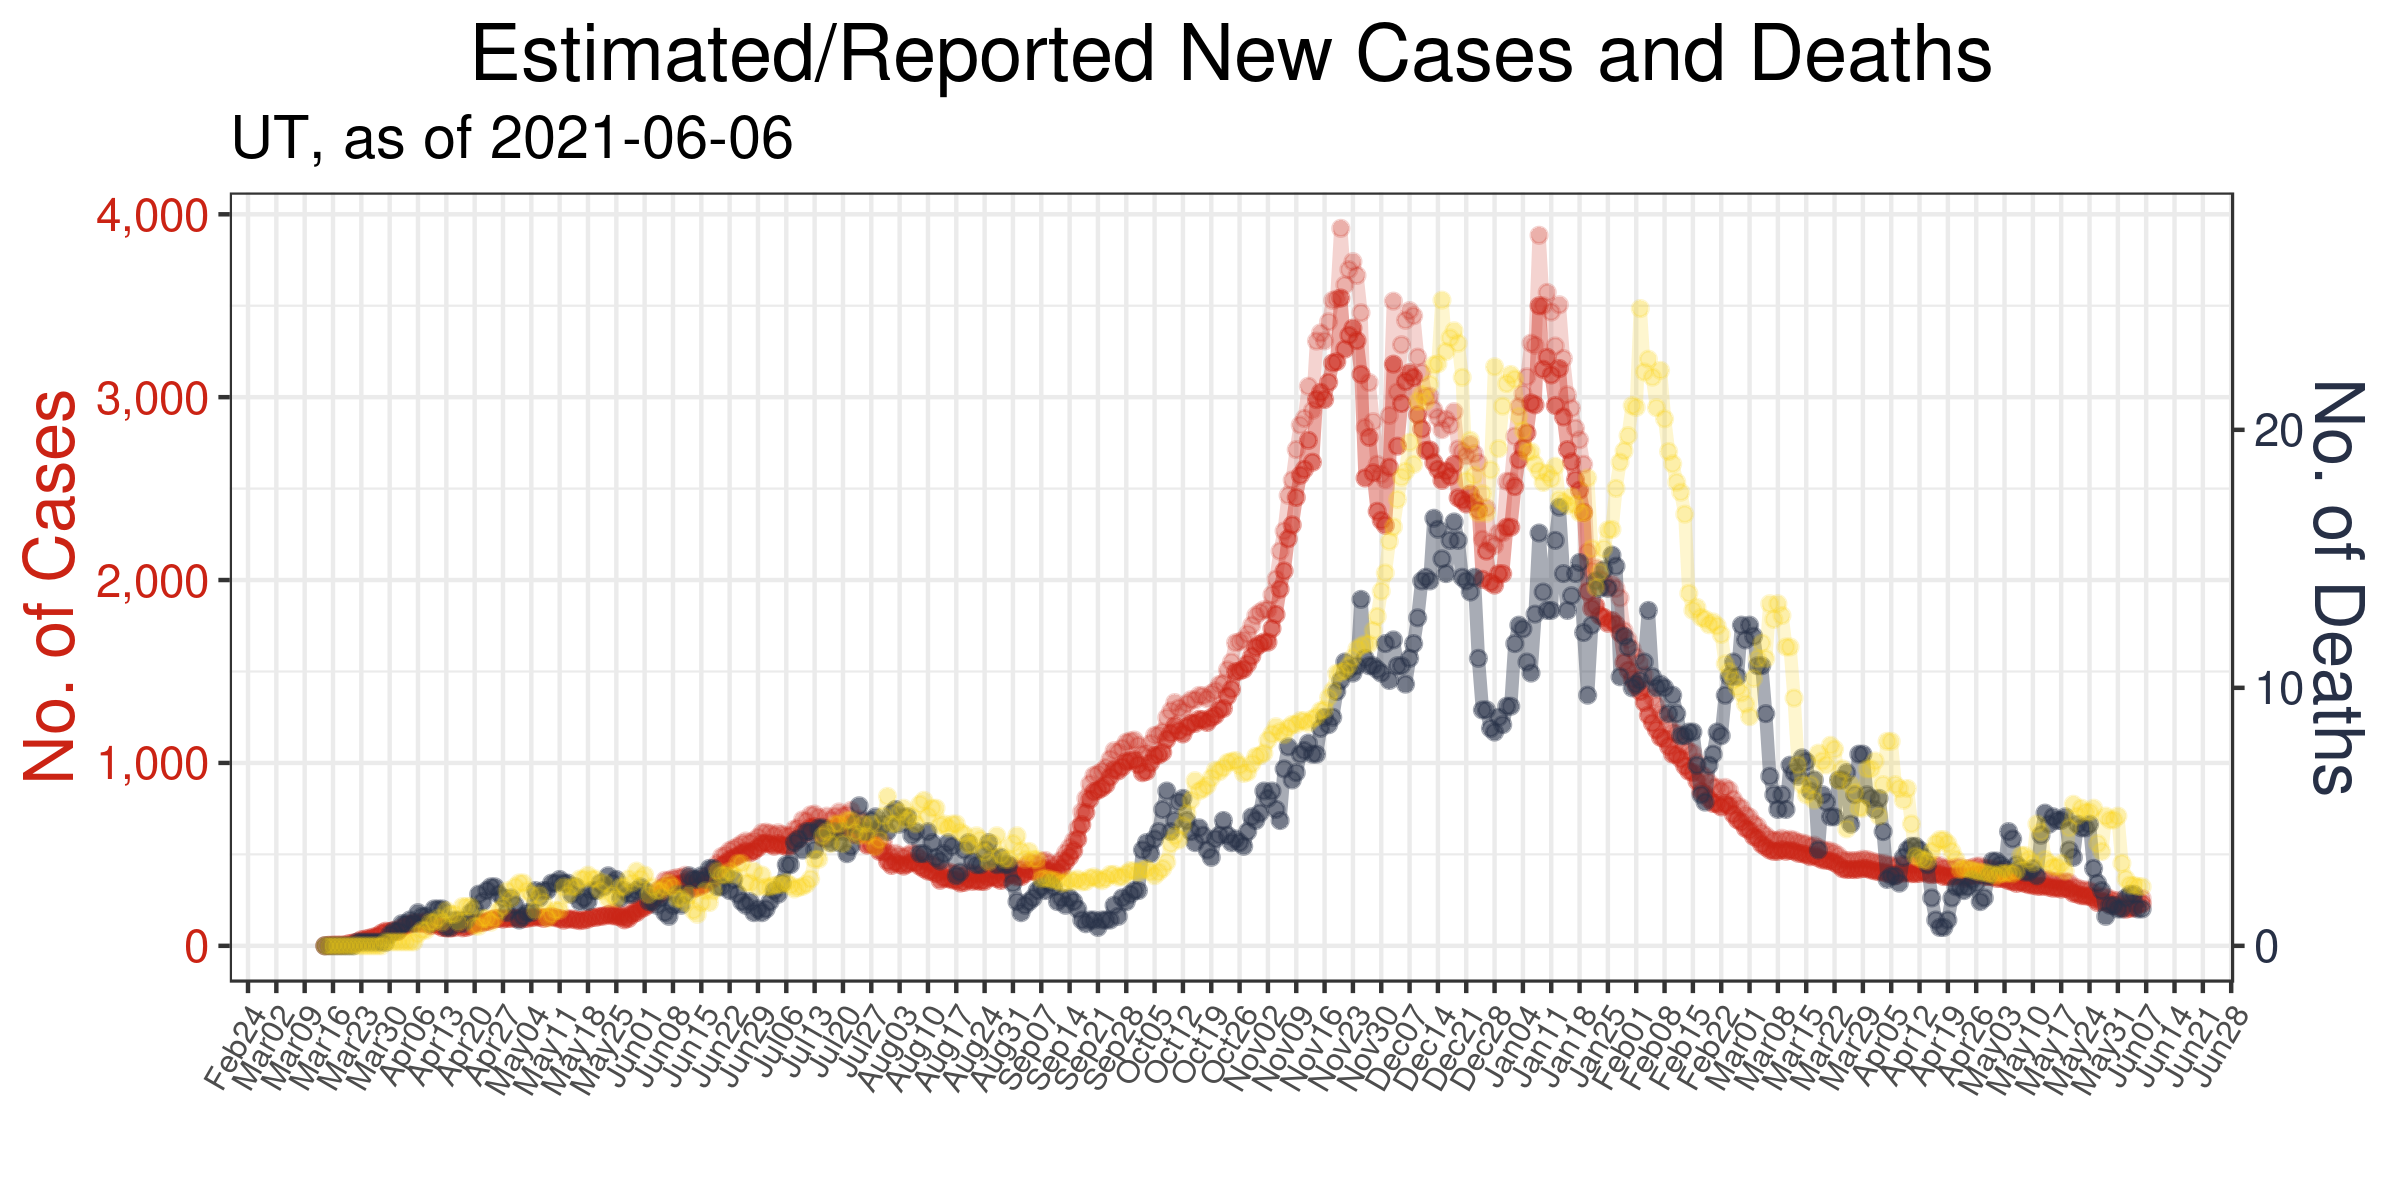 Estimated/Reported New Cases and Deaths
UT, as of 2021-06-06
No. of Cases
4,000
3,000
2,000
1,000
0
No. of Deaths
20
10
0
Feb24
Mar02
Mar09
Mar16
Mar23
Mar30
Apr06
Apr13
Apr20
Apr27
May04
May11
May18
May25
Jun01
Jun08
Jun15
Jun22
Jun29
Jul06
Jul13
Jul20
Jul27
Aug03
Aug10
Aug17
Aug24
Aug31
Sep07
Sep14
Sep21
Sep28
Oct05
Oct12
Oct19
Oct26
Nov02
Nov09
Nov16
Nov23
Nov30
Dec07
Dec14
Dec21
Dec28
Jan04
Jan11
Jan18
Jan25
Feb01
Feb08
Feb15
Feb22
Mar01
Mar08
Mar15
Mar22
Mar29
Apr05
Apr12
Apr19
Apr26
May03
May10
May17
May24
May31
Jun07
Jun14
Jun21
Jun28